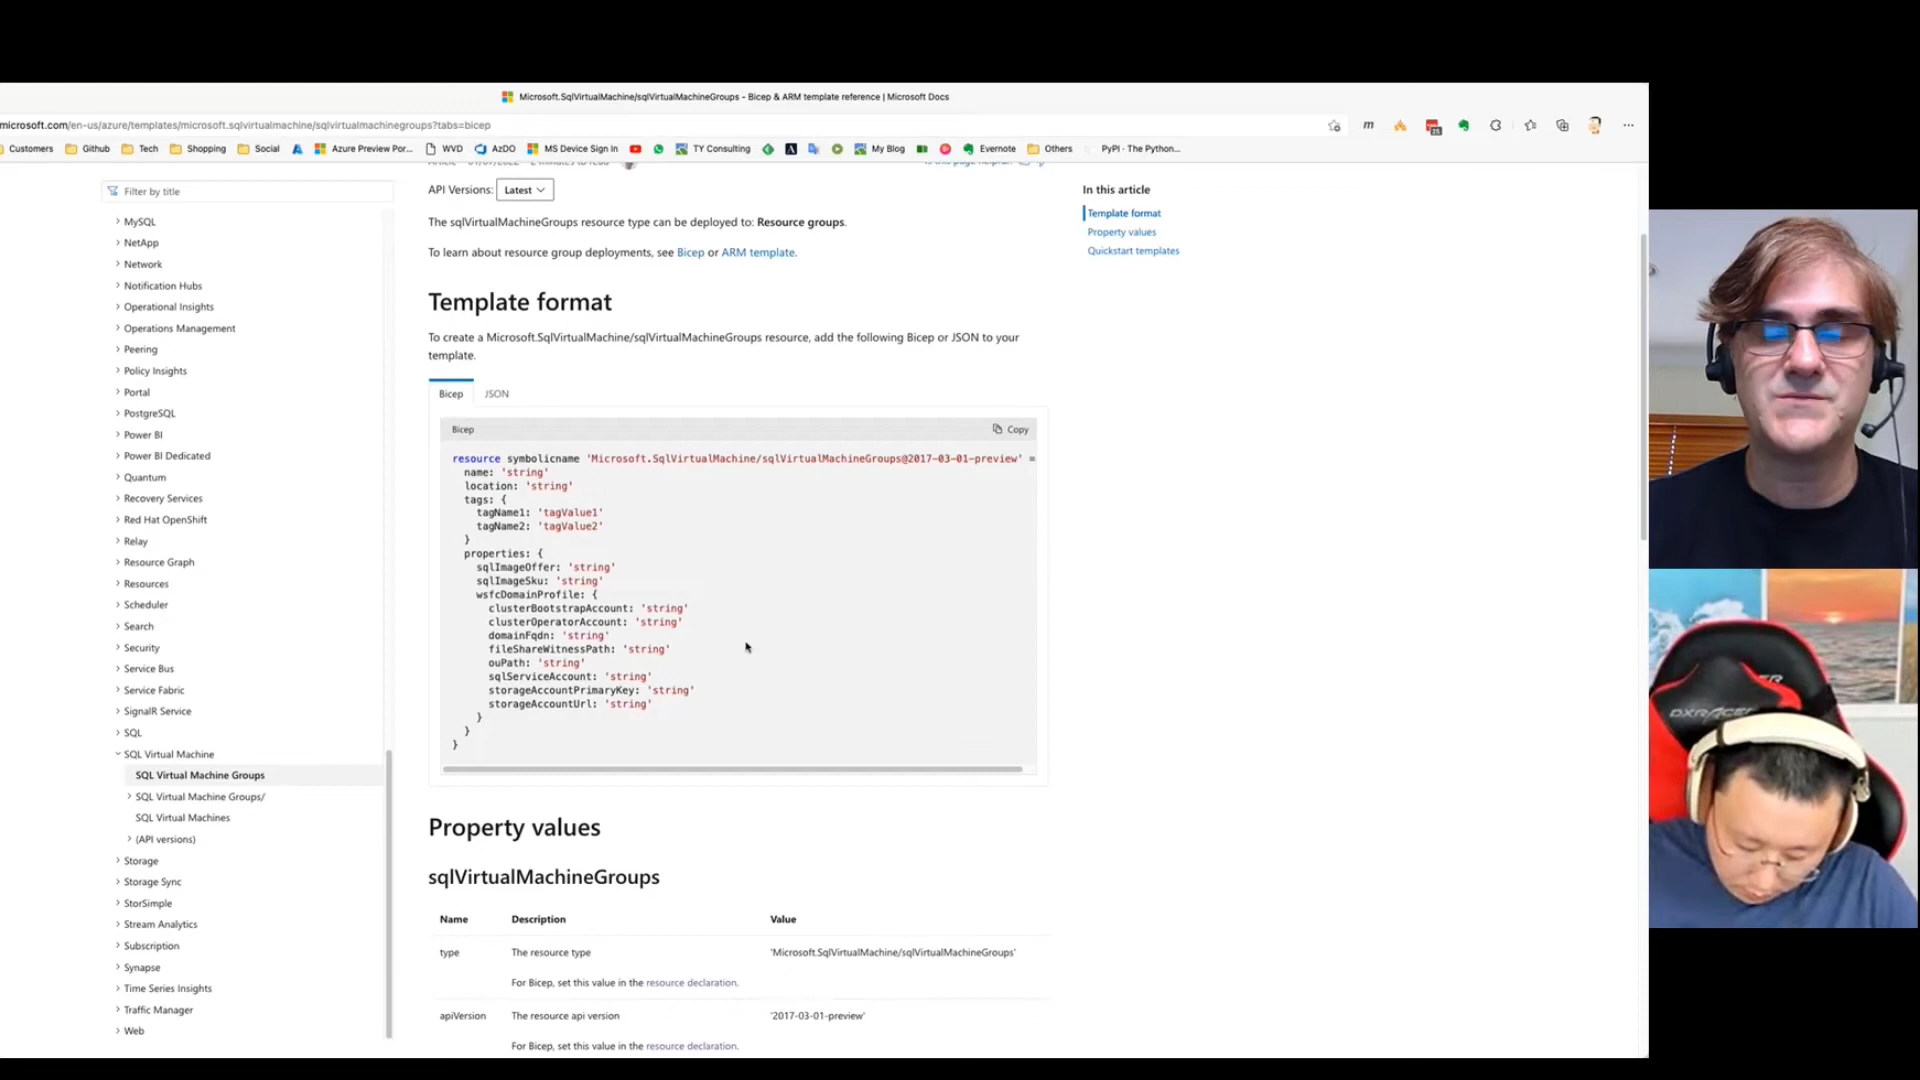 Microsoft.SqlVirtualMachine/sqlVirtualMachineGroups - Bicep & ARM template reference | Microsoft Docs
microsoft.com/en-us/azure/templates/microsoft.sqlvirtualmachine/sqlvirtualmachinegroups?tabs=bicep
m
25
Customers Github Tech Shopping Social Azure Preview Por... WVD AzDO MS Device Sign In TY Consulting My Blog Evernote Others PyPI · The Python...
Filter by title
MySQL
NetApp
Network
Notification Hubs
Operational Insights
Operations Management
Peering
Policy Insights
Portal
PostgreSQL
Power BI
Power BI Dedicated
Quantum
Recovery Services
Red Hat OpenShift
Relay
Resource Graph
Resources
Scheduler
Search
Security
Service Bus
Service Fabric
SignalR Service
SQL
SQL Virtual Machine
SQL Virtual Machine Groups
SQL Virtual Machine Groups/
SQL Virtual Machines
(API versions)
Storage
Storage Sync
StorSimple
Stream Analytics
Subscription
Synapse
Time Series Insights
Traffic Manager
Web
API Versions: Latest
The sqlVirtualMachineGroups resource type can be deployed to: Resource groups.
To learn about resource group deployments, see Bicep or ARM template.
Template format
To create a Microsoft.SqlVirtualMachine/sqlVirtualMachineGroups resource, add the following Bicep or JSON to your
template.
Bicep JSON
Bicep Copy
resource symbolicname 'Microsoft.SqlVirtualMachine/sqlVirtualMachineGroups@2017-03-01-preview' =
name: 'string'
location: 'string'
tags: {
tagName1: 'tagValue1'
tagName2: 'tagValue2'
}
properties: {
sqlImageOffer: 'string'
sqlImageSku: 'string'
wsfcDomainProfile: {
clusterBootstrapAccount: 'string'
clusterOperatorAccount: 'string'
domainFqdn: 'string'
fileShareWitnessPath: 'string'
ouPath: 'string'
sqlServiceAccount: 'string'
storageAccountPrimaryKey: 'string'
storageAccountUrl: 'string'
}
}
}
Property values
sqlVirtualMachineGroups
Name Description Value
type The resource type 'Microsoft.SqlVirtualMachine/sqlVirtualMachineGroups'
For Bicep, set this value in the resource declaration.
apiVersion The resource api version '2017-03-01-preview'
For Bicep, set this value in the resource declaration.
In this article
Template format
Property values
Quickstart templates
DXRACER